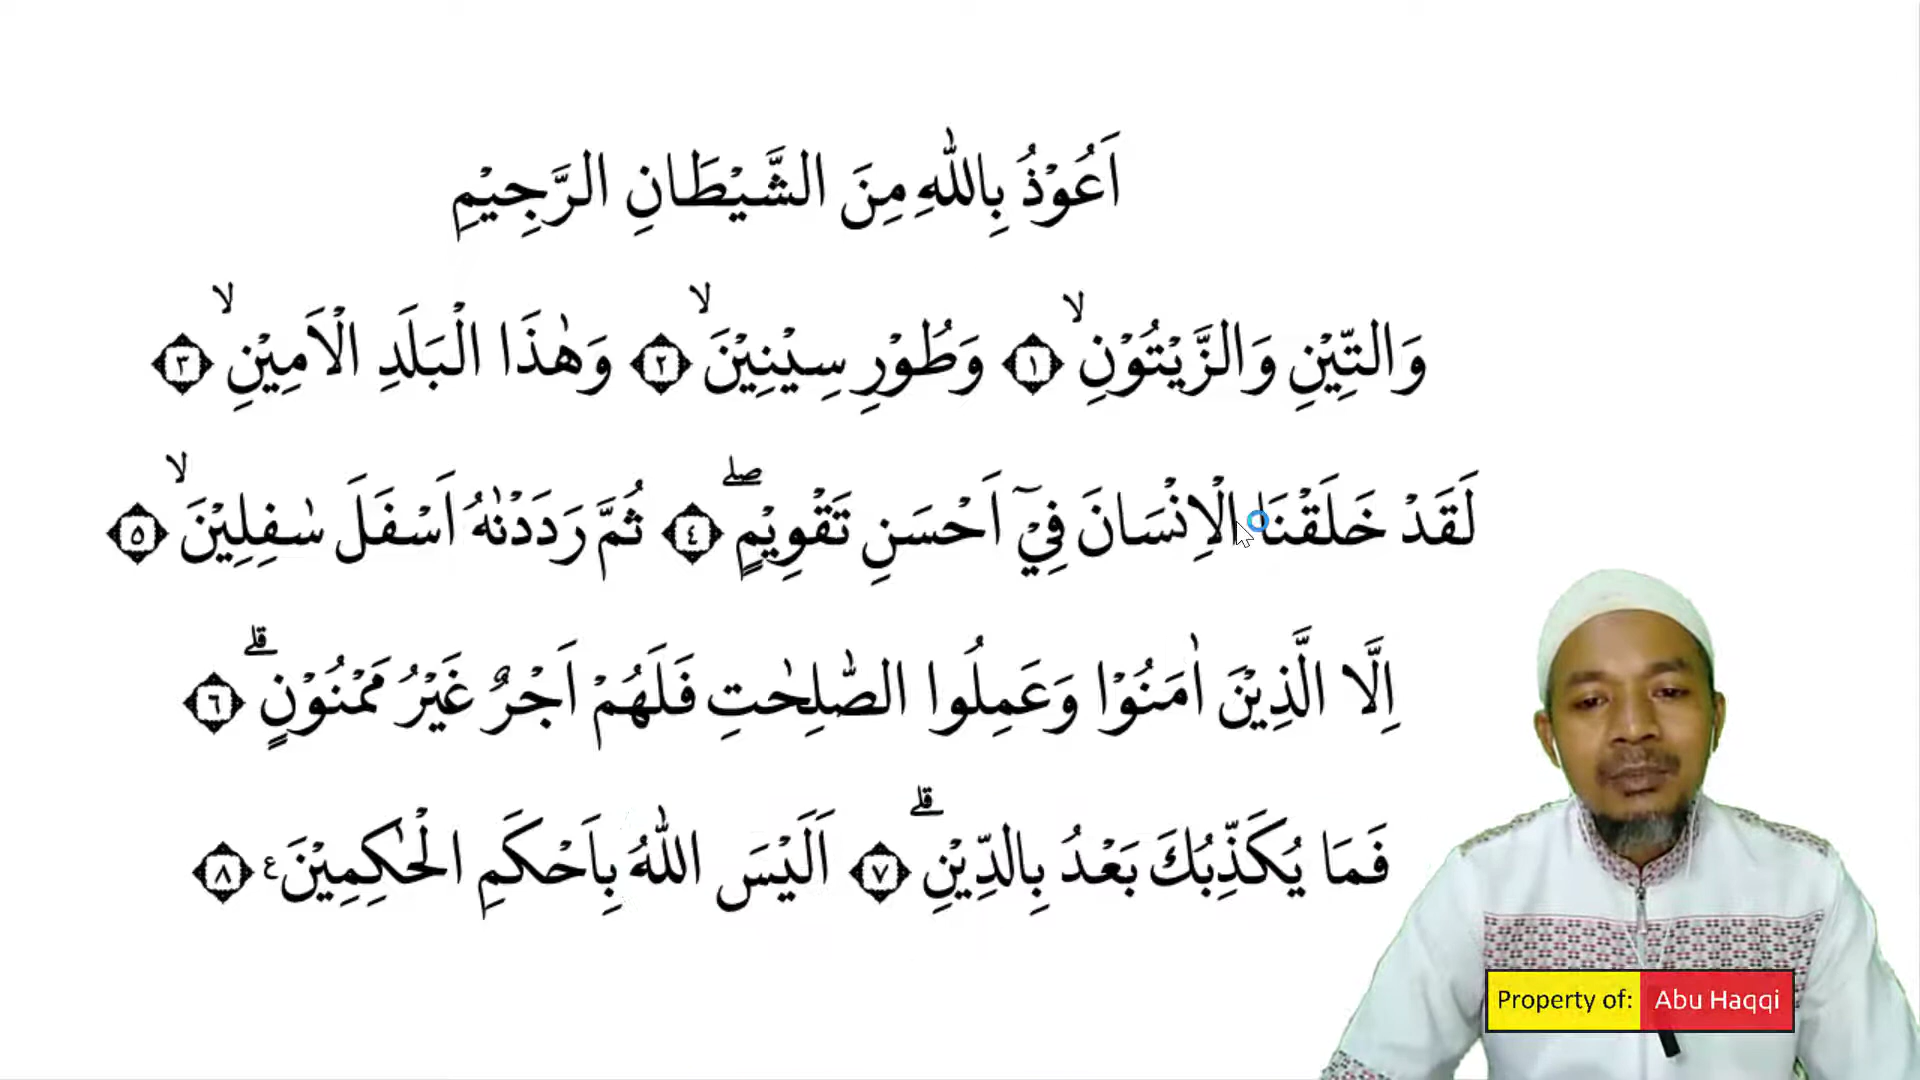 اَعُوْذُ بِاللّٰهِ مِنَ الشَّيْطَانِ الرَّجِيْمِ
وَالتِّيْنِ وَالزَّيْتُوْنِۙ ١ وَطُوْرِ سِيْنِيْنَۙ ٢ وَهٰذَا الْبَلَدِ الْاَمِيْنِۙ ٣
لَقَدْ خَلَقْنَا الْاِنْسَانَ فِيْٓ اَحْسَنِ تَقْوِيْمٍۖ ٤ ثُمَّ رَدَدْنٰهُ اَسْفَلَ سٰفِلِيْنَۙ ٥
اِلَّا الَّذِيْنَ اٰمَنُوْا وَعَمِلُوا الصّٰلِحٰتِ فَلَهُمْ اَجْرٌ غَيْرُ مَمْنُوْنٍۗ ٦
فَمَا يُكَذِّبُكَ بَعْدُ بِالدِّيْنِۗ ٧ اَلَيْسَ اللّٰهُ بِاَحْكَمِ الْحٰكِمِيْنَ ࣖ ٨
Property of: Abu Haqqi